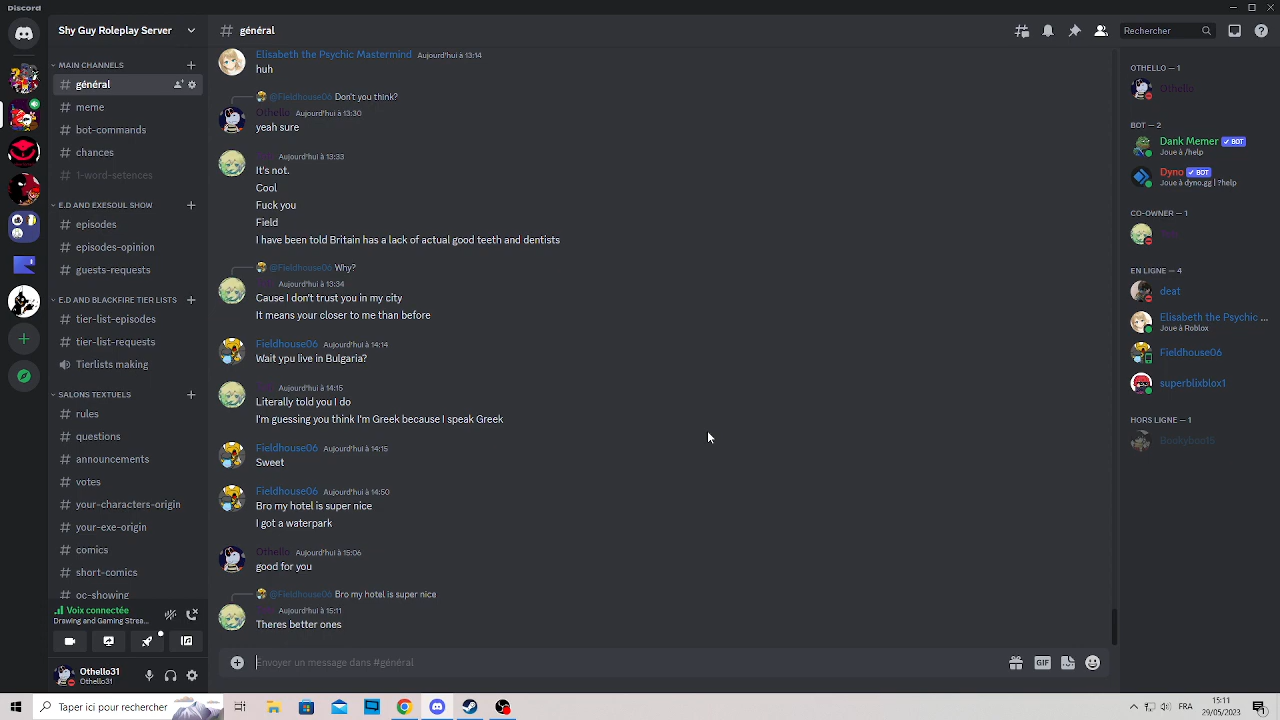 Discord
Shy Guy Roleplay Server
général
Rechercher
MAIN CHANNELS
général
meme
bot-commands
chances
1-word-setences
E.D AND EXESOUL SHOW
episodes
episodes-opinion
guests-requests
E.D AND BLACKFIRE TIER LISTS
tier-list-episodes
tier-list-requests
Tierlists making
SALONS TEXTUELS
rules
questions
announcements
votes
your-characters-origin
your-exe-origin
comics
short-comics
oc-showing
Voix connectée
Drawing and Gaming Strea...
Othello31
Othello31
Elisabeth the Psychic Mastermind Aujourd'hui à 13:14
huh
@Fieldhouse06 Don't you think?
Othello Aujourd'hui à 13:30
yeah sure
Aujourd'hui à 13:33
It's not.
Cool
Fuck you
Field
I have been told Britain has a lack of actual good teeth and dentists
@Fieldhouse06 Why?
Aujourd'hui à 13:34
Cause I don't trust you in my city
It means your closer to me than before
Fieldhouse06 Aujourd'hui à 14:14
Wait you live in Bulgaria?
Aujourd'hui à 14:15
Literally told you I do
I'm guessing you think I'm Greek because I speak Greek
Fieldhouse06 Aujourd'hui à 14:15
Sweet
Fieldhouse06 Aujourd'hui à 14:50
Bro my hotel is super nice
I got a waterpark
Othello Aujourd'hui à 15:06
good for you
@Fieldhouse06 Bro my hotel is super nice
Aujourd'hui à 15:11
Theres better ones
Envoyer un message dans #général
GIF
OTHELLO — 1
Othello
BOT — 2
Dank Memer BOT
Joue à /help
Dyno BOT
Joue à dyno.gg | ?help
CO-OWNER — 1
EN LIGNE — 4
deat
Elisabeth the Psychic ...
Joue à Roblox
Fieldhouse06
superblixblox1
HORS LIGNE — 1
Taper ici pour rechercher
FR
15:11
29/05/2023
1